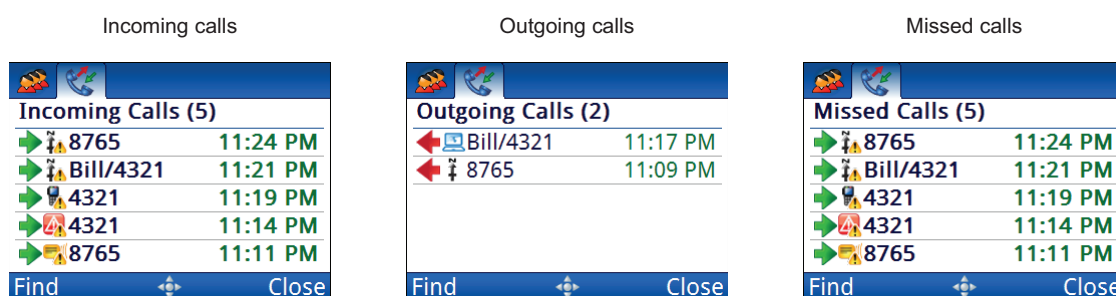 Incoming calls
Outgoing calls
Missed calls
Incoming Calls (5)
8765 11:24 PM
Bill/4321 11:21 PM
4321 11:19 PM
4321 11:14 PM
8765 11:11 PM
Find Close
Outgoing Calls (2)
Bill/4321 11:17 PM
8765 11:09 PM
Find Close
Missed Calls (5)
8765 11:24 PM
Bill/4321 11:21 PM
4321 11:19 PM
4321 11:14 PM
8765 11:11 PM
Find Close